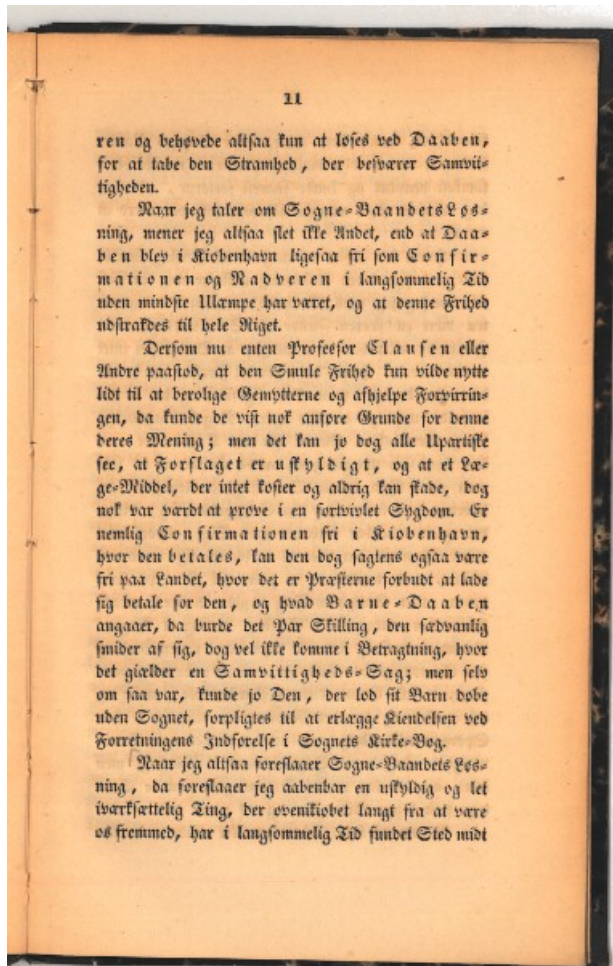 11
ren og behøvede altsaa kun at løses ved Daaben,
for at tabe den Stramhed, der besværer Samvit-
tigheden.
Naar jeg taler om Sogne-Baandets Løs-
ning, mener jeg altsaa slet ikke Andet, end at Daa-
ben blev i Kiøbenhavn ligesaa fri som Confir-
mationen og Nadveren i langsommelig Tid
uden mindste Ulæmpe har været, og at denne Frihed
udstrakdes til hele Riget.
Dersom nu enten Professor Clausen eller
Andre paastod, at den Smule Frihed kun vilde nytte
lidt til at berolige Gemytterne og afhjelpe Forvirrin-
gen, da kunde de vist nok anføre Grunde for denne
deres Mening; men det kan jo dog alle Upartiske
see, at Forslaget er uskyldigt, og at et Læ-
ge-Middel, der intet koster og aldrig kan skade, dog
nok var værdt at prøve i en fortvivlet Sygdom. Er
nemlig Confirmationen fri i Kiøbenhavn,
hvor den betales, kan den dog sagtens ogsaa være
fri paa Landet, hvor det er Præsterne forbudt at lade
sig betale for den, og hvad Barne-Daaben
angaaer, da burde det Par Skilling, den sædvanlig
smider af sig, dog vel ikke komme i Betragtning, hvor
det giælder en Samvittigheds-Sag; men selv
om saa var, kunde jo Den, der lod sit Barn døbe
uden Sognet, forpligtes til at erlægge Kiendelsen ved
Forretningens Indførelse i Sognets Kirke-Bog.
Naar jeg altsaa foreslaaer Sogne-Baandets Løs-
ning, da foreslaaer jeg aabenbar en uskyldig og let
iværksættelig Ting, der ovenikiøbet langt fra at være
os fremmed, har i langsommelig Tid fundet Sted midt